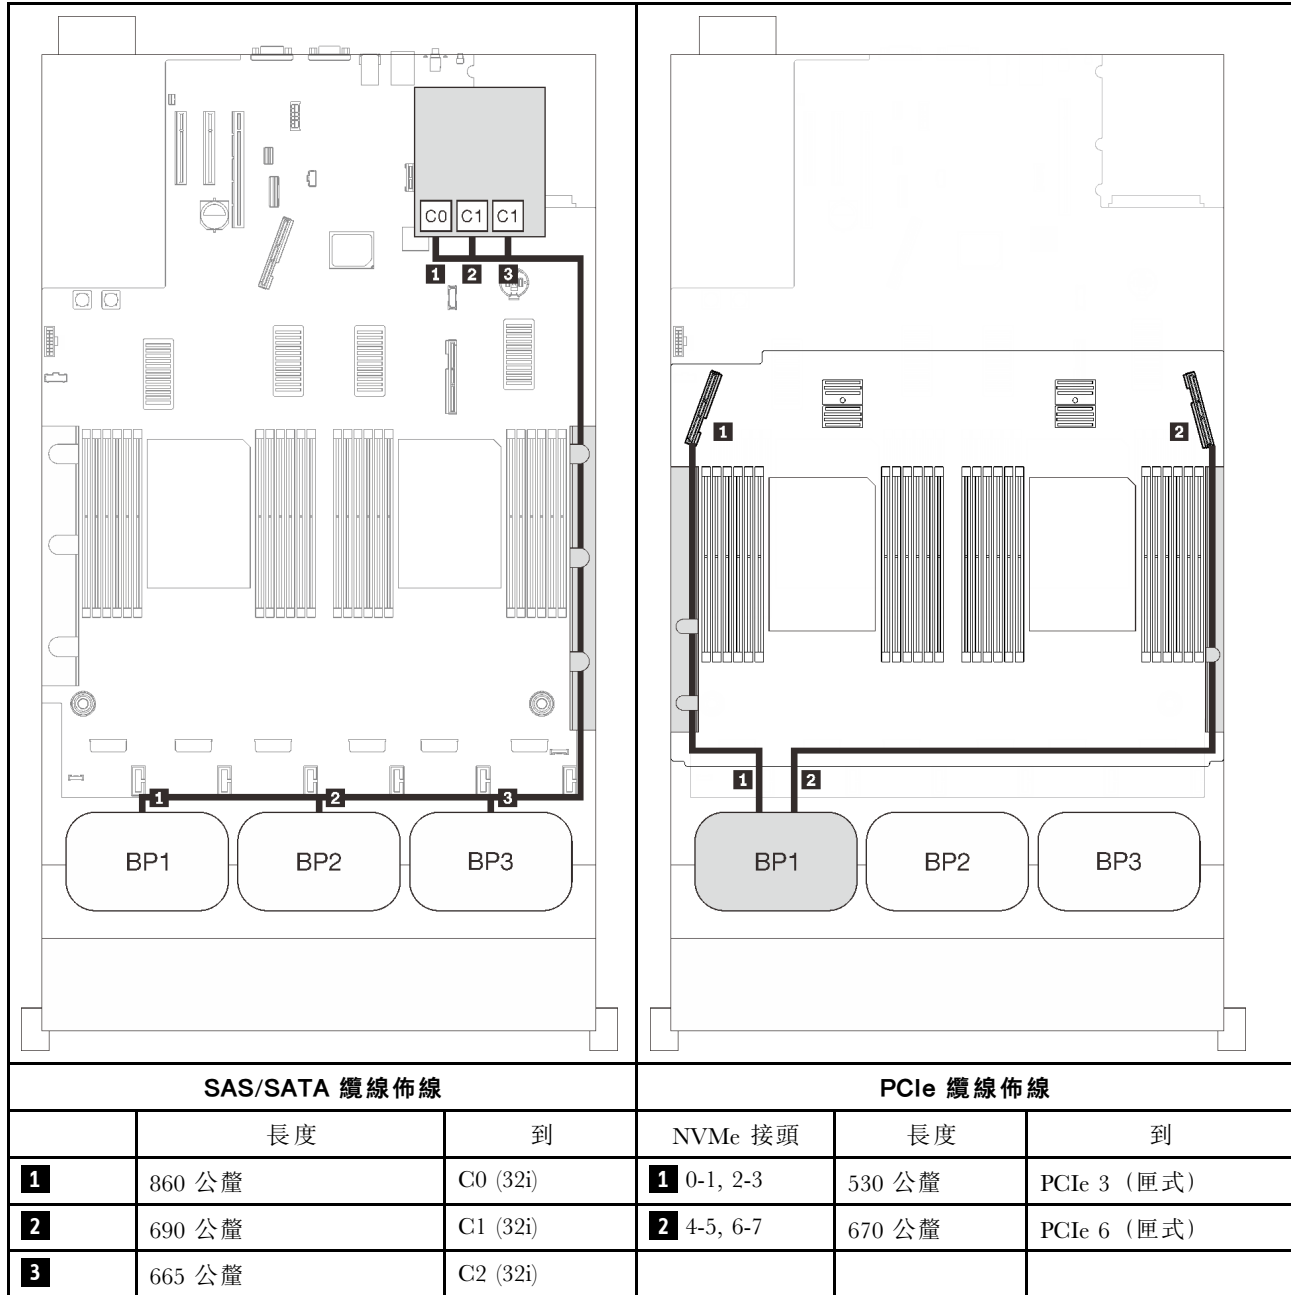 C0 C1 C1
1 2 3
1 2
1 2 3
1 2
BP1 BP2 BP3
BP1 BP2 BP3
SAS/SATA 纜線佈線 PCIe 纜線佈線
長度 到 NVMe 接頭 長度 到
1 860 公釐 C0 (32i) 1 0-1, 2-3 530 公釐 PCIe 3（匣式）
2 690 公釐 C1 (32i) 2 4-5, 6-7 670 公釐 PCIe 6（匣式）
3 665 公釐 C2 (32i)